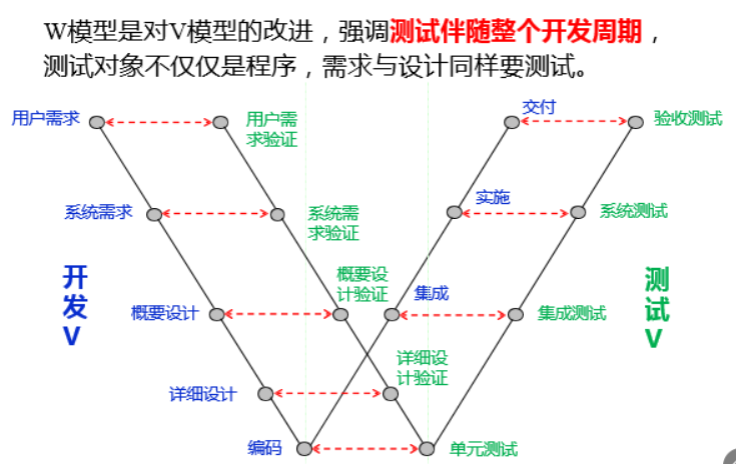 W模型是对V模型的改进，强调测试伴随整个开发周期，
测试对象不仅仅是程序，需求与设计同样要测试。
用户需求
用户需
求验证
交付
验收测试
系统需求
系统需
求验证
实施
系统测试
开
发
V
概要设计
概要设
计验证
集成
集成测试
测
试
V
详细设计
详细设
计验证
编码
单元测试